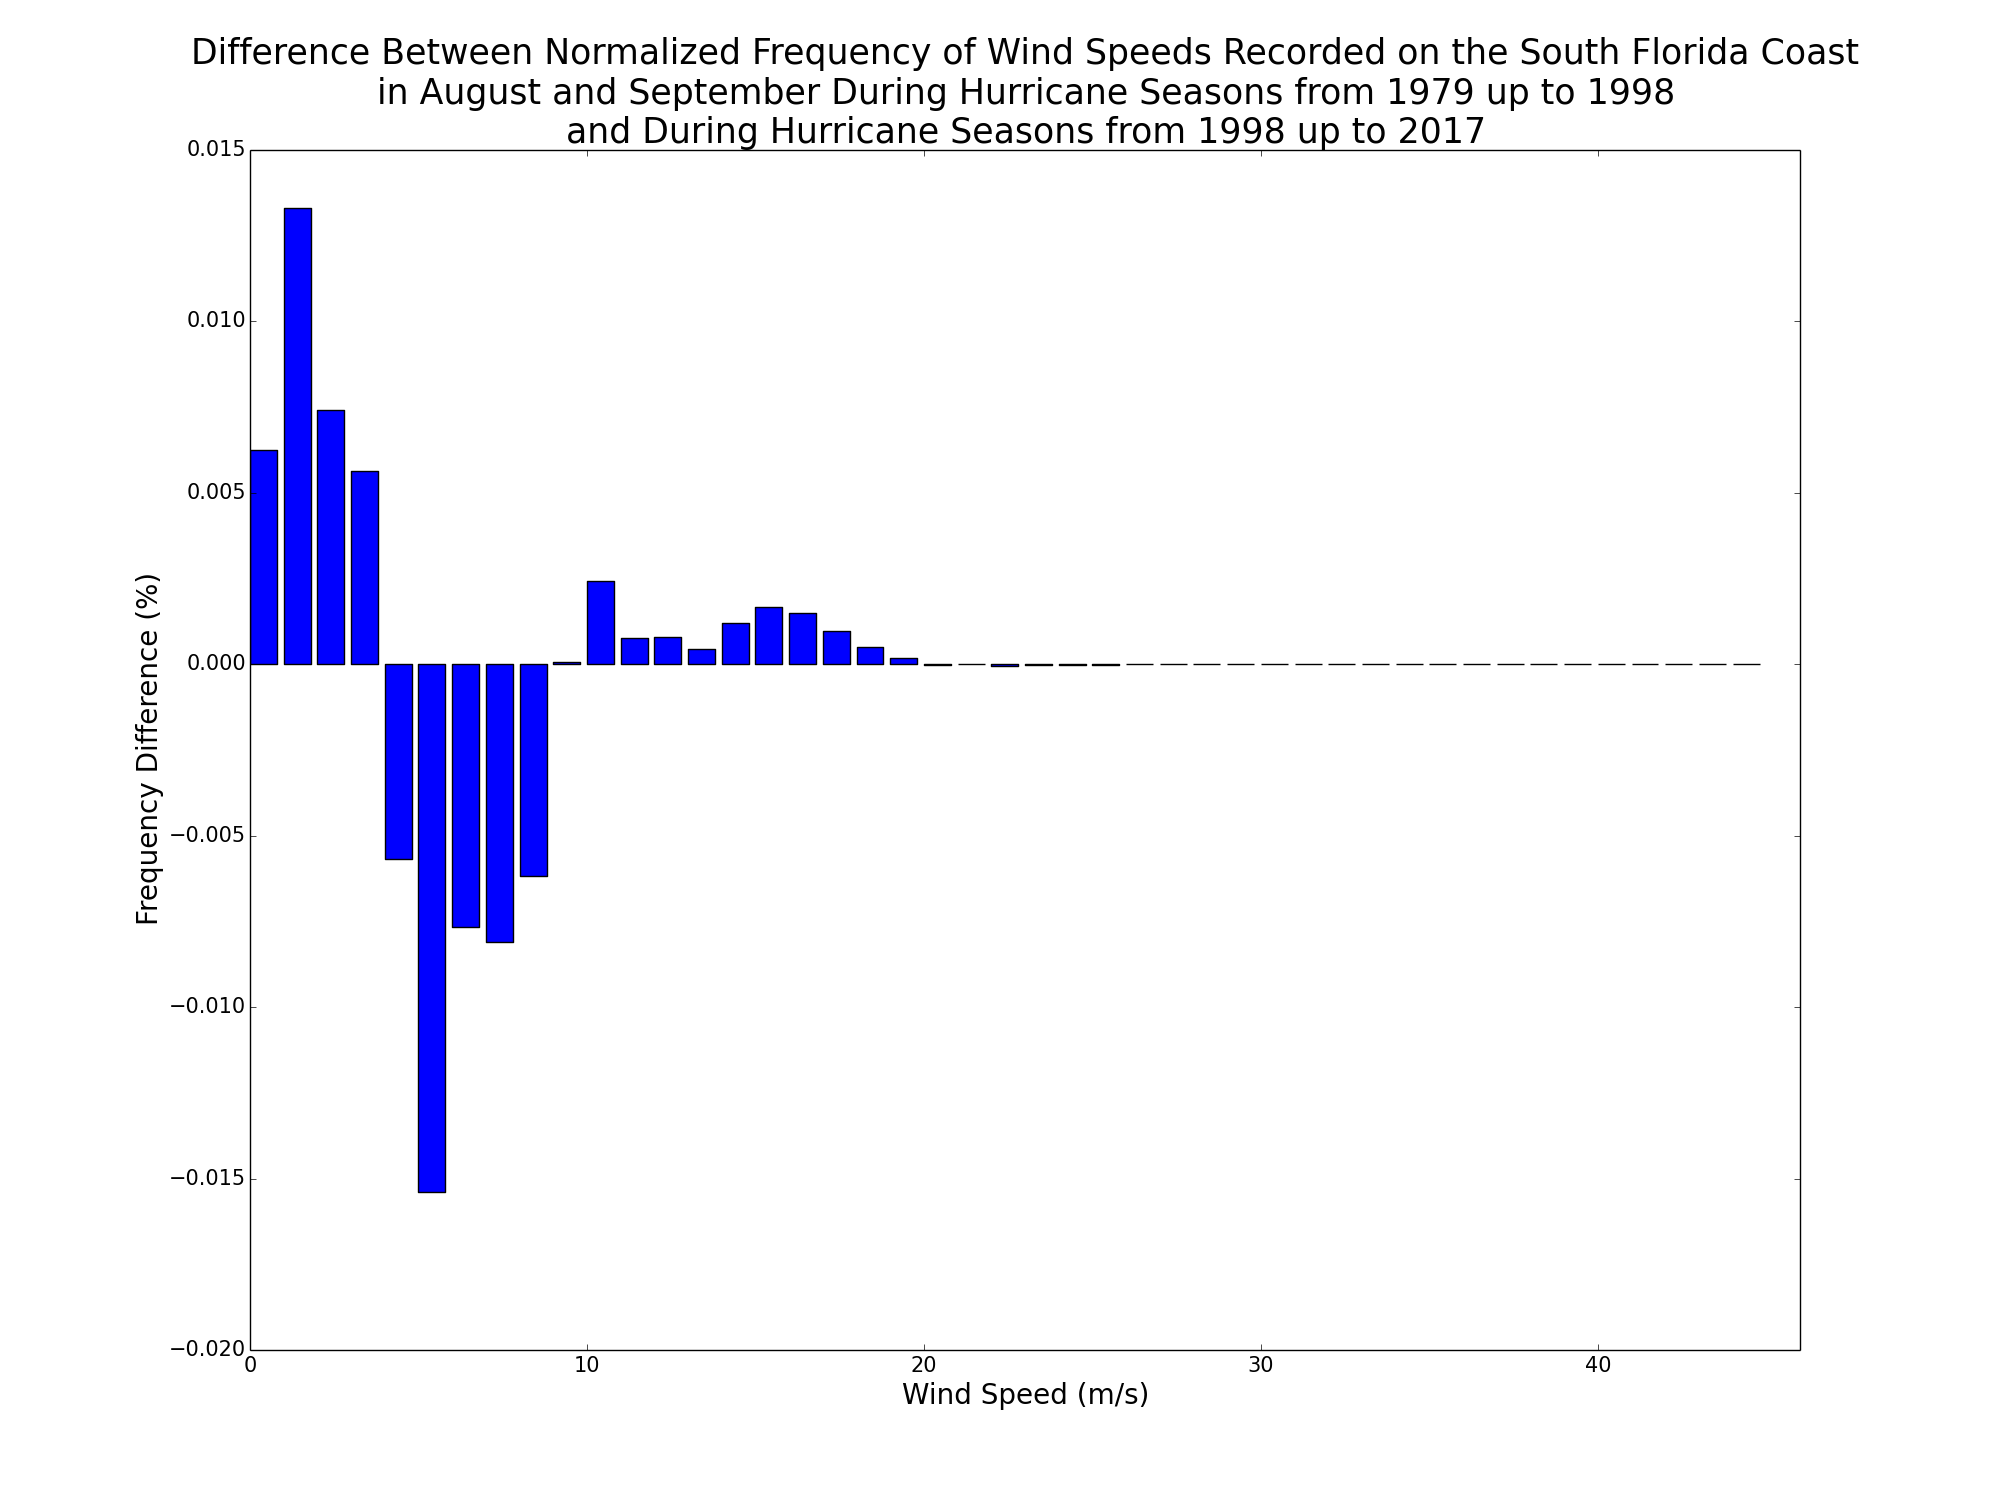 Difference Between Normalized Frequency of Wind Speeds Recorded on the South Florida Coast
in August and September During Hurricane Seasons from 1979 up to 1998
and During Hurricane Seasons from 1998 up to 2017
0.015
0.010
0.005
0.000
−0.005
−0.010
−0.015
−0.020
Frequency Difference (%)
0 10 20 30 40
Wind Speed (m/s)